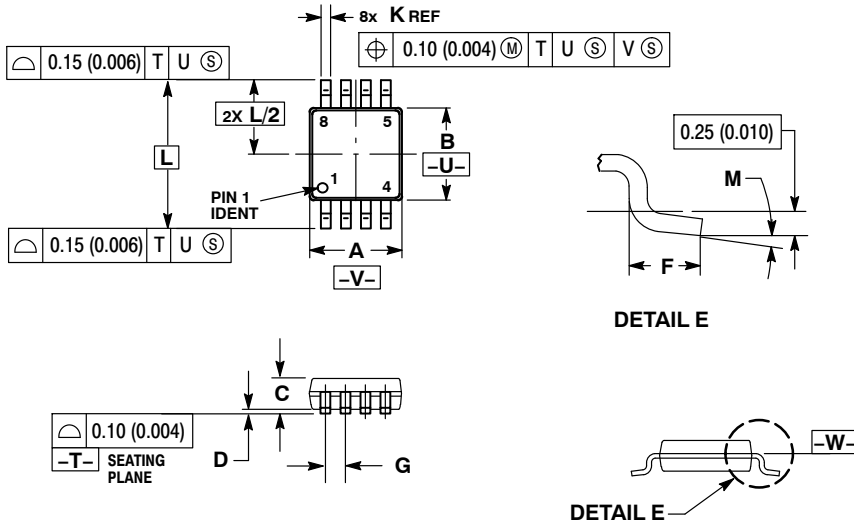 8x K REF
⌖ 0.10 (0.004) Ⓜ T U Ⓢ V Ⓢ
⌓ 0.15 (0.006) T U Ⓢ
2X L/2
8 5
B
–U–
L
1 4
PIN 1
IDENT
⌓ 0.15 (0.006) T U Ⓢ
A
–V–
0.25 (0.010)
M
F
DETAIL E
C
⌓ 0.10 (0.004)
–T– SEATING
PLANE
D
G
–W–
DETAIL E